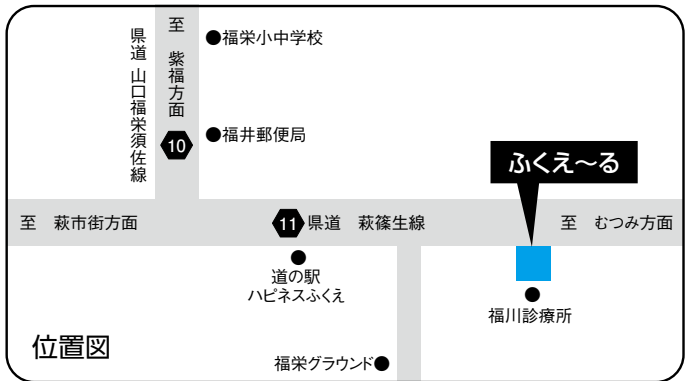 県道 山口福栄須佐線
至 紫福方面
10
福栄小中学校
福井郵便局
ふくえ〜る
至 萩市街方面
11 県道 萩篠生線
至 むつみ方面
道の駅
ハピネスふくえ
福川診療所
位置図
福栄グラウンド